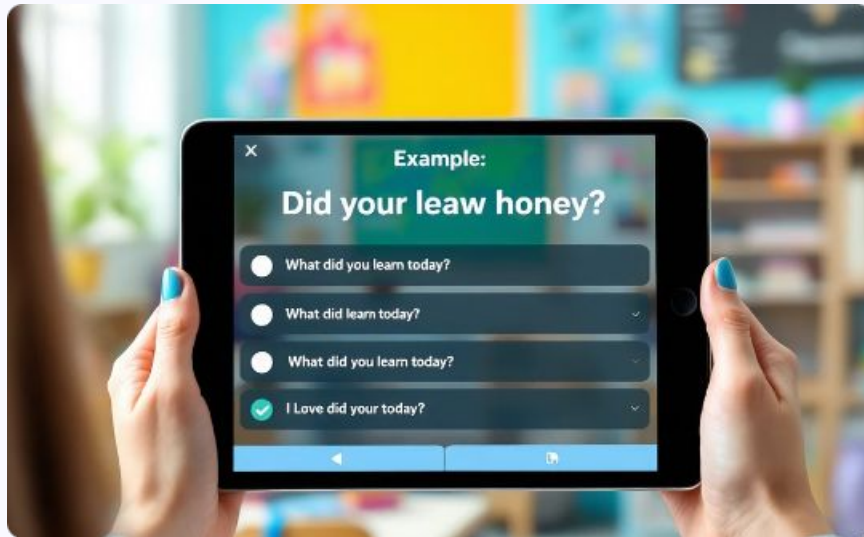 Example:
Did your leaw honey?
What did you learn today?
What did learn today?
What did you learn today?
I Love did your today?